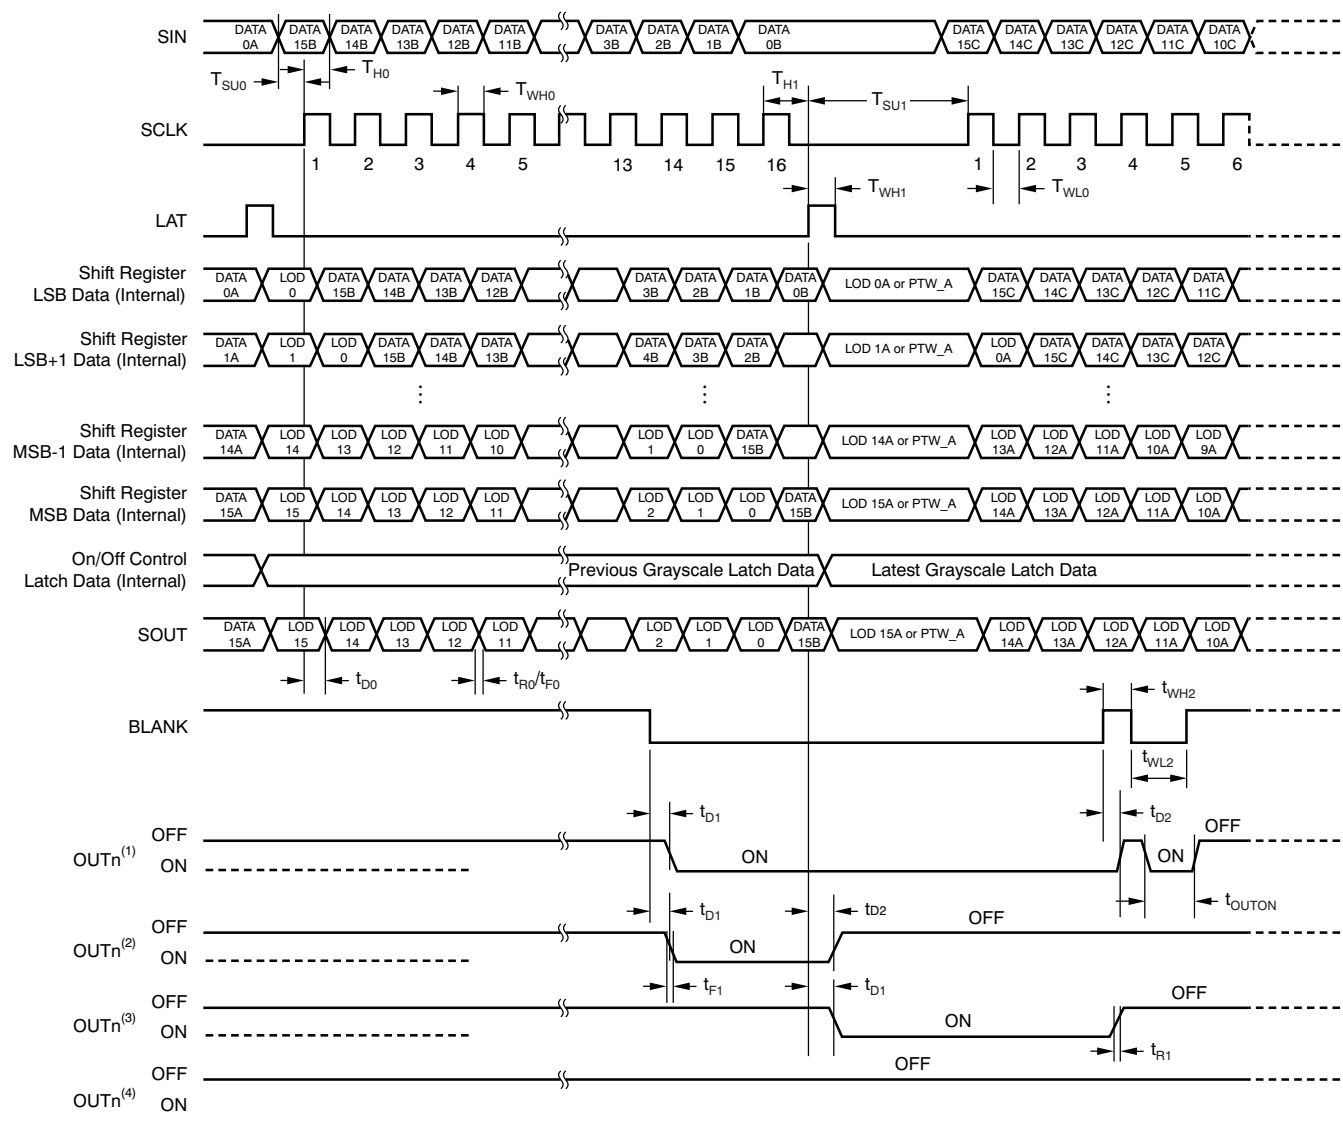 SIN
DATA 0A DATA 15B DATA 14B DATA 13B DATA 12B DATA 11B DATA 3B DATA 2B DATA 1B DATA 0B DATA 15C DATA 14C DATA 13C DATA 12C DATA 11C DATA 10C
TSU0 TH0 TWH0 TH1 TSU1
SCLK
1 2 3 4 5 13 14 15 16 1 2 3 4 5 6
TWH1 TWL0
LAT
Shift Register
LSB Data (Internal)
DATA 0A LOD 0 DATA 15B DATA 14B DATA 13B DATA 12B DATA 3B DATA 2B DATA 1B DATA 0B LOD 0A or PTW_A DATA 15C DATA 14C DATA 13C DATA 12C DATA 11C
Shift Register
LSB+1 Data (Internal)
DATA 1A LOD 1 LOD 0 DATA 15B DATA 14B DATA 13B DATA 4B DATA 3B DATA 2B LOD 1A or PTW_A LOD 0A DATA 15C DATA 14C DATA 13C DATA 12C
Shift Register
MSB-1 Data (Internal)
DATA 14A LOD 14 LOD 13 LOD 12 LOD 11 LOD 10 LOD 1 LOD 0 DATA 15B LOD 14A or PTW_A LOD 13A LOD 12A LOD 11A LOD 10A LOD 9A
Shift Register
MSB Data (Internal)
DATA 15A LOD 15 LOD 14 LOD 13 LOD 12 LOD 11 LOD 2 LOD 1 LOD 0 DATA 15B LOD 15A or PTW_A LOD 14A LOD 13A LOD 12A LOD 11A LOD 10A
On/Off Control
Latch Data (Internal)
Previous Grayscale Latch Data Latest Grayscale Latch Data
SOUT
DATA 15A LOD 15 LOD 14 LOD 13 LOD 12 LOD 11 LOD 2 LOD 1 LOD 0 DATA 15B LOD 15A or PTW_A LOD 14A LOD 13A LOD 12A LOD 11A LOD 10A
tD0 tR0/tF0 tWH2
BLANK
tWL2
tD1 tD2
OFF OFF
OUTn(1)
ON ON ON
tD1 tD2 tOUTON
OFF OFF
OUTn(2)
ON ON
tF1 tD1
OFF OFF
OUTn(3)
ON ON
tR1
OFF OFF
OUTn(4)
ON